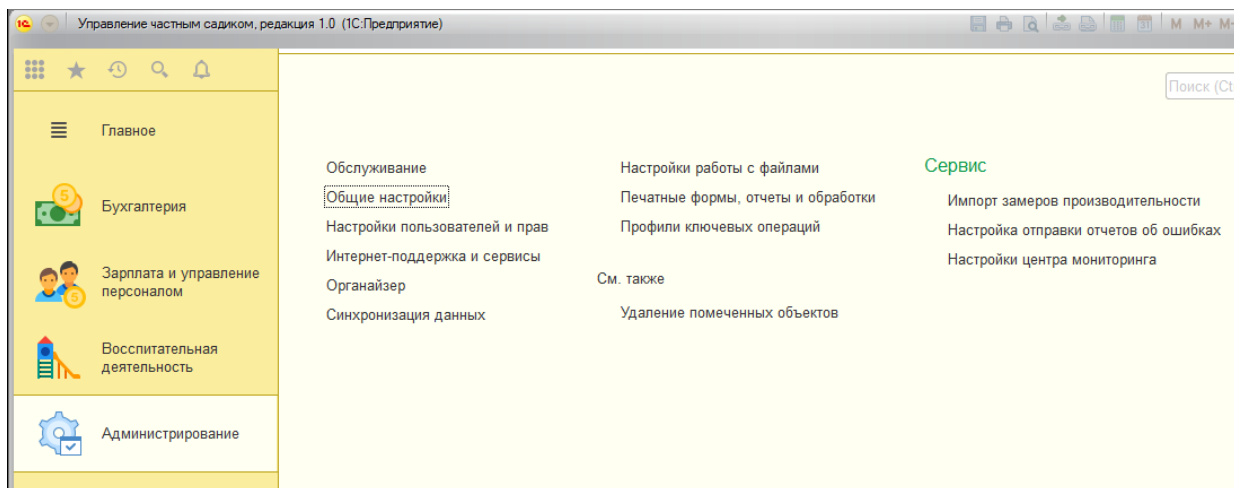 Управление частным садиком, редакция 1.0 (1С:Предприятие)
M M+ M-
Поиск (Ct
Главное
Бухгалтерия
Зарплата и управление
персоналом
Восспитательная
деятельность
Администрирование
Обслуживание
Общие настройки
Настройки пользователей и прав
Интернет-поддержка и сервисы
Органайзер
Синхронизация данных
Настройки работы с файлами
Печатные формы, отчеты и обработки
Профили ключевых операций
См. также
Удаление помеченных объектов
Сервис
Импорт замеров производительности
Настройка отправки отчетов об ошибках
Настройки центра мониторинга